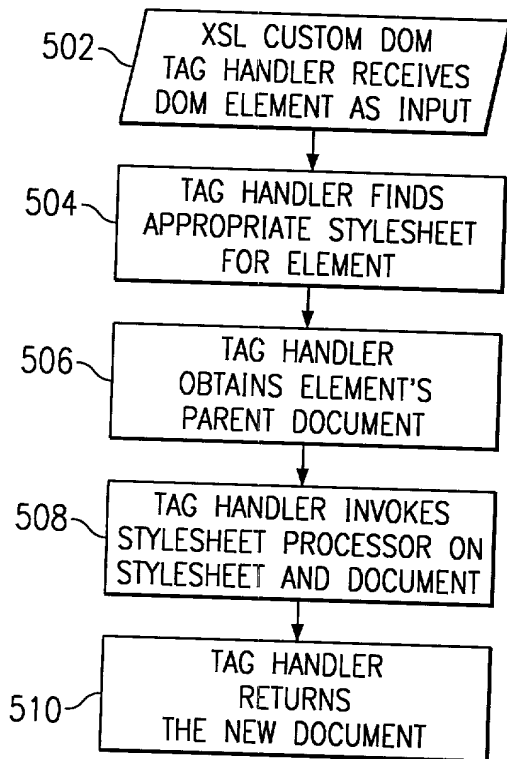 502
XSL CUSTOM DOM
TAG HANDLER RECEIVES
DOM ELEMENT AS INPUT
504
TAG HANDLER FINDS
APPROPRIATE STYLESHEET
FOR ELEMENT
506
TAG HANDLER
OBTAINS ELEMENT'S
PARENT DOCUMENT
508
TAG HANDLER INVOKES
STYLESHEET PROCESSOR ON
STYLESHEET AND DOCUMENT
510
TAG HANDLER
RETURNS
THE NEW DOCUMENT